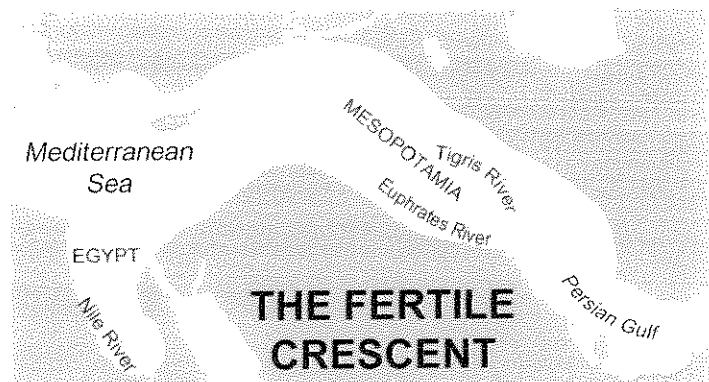 Mediterranean
Sea
MESOPOTAMIA
Tigris River
Euphrates River
EGYPT
Nile River
Persian Gulf
THE FERTILE
CRESCENT